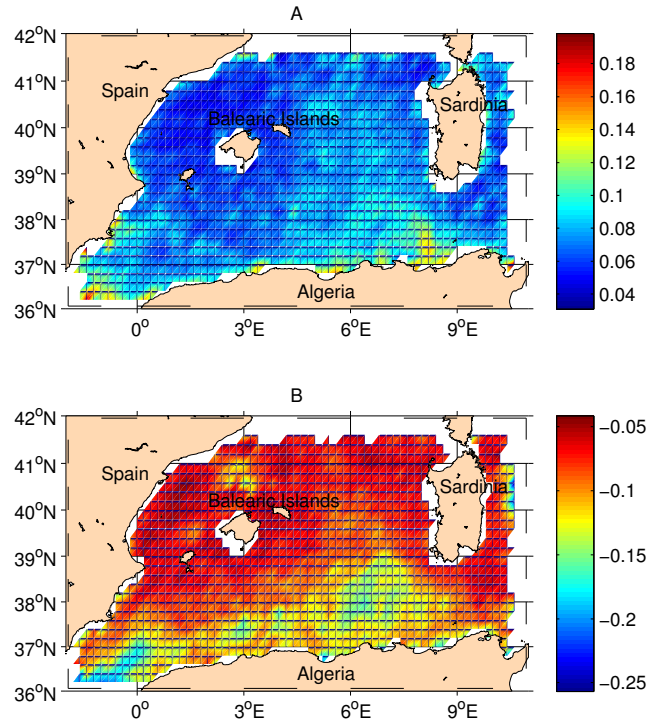 A
42°N
41°N
40°N
39°N
38°N
37°N
36°N
Spain
Balearic Islands
Sardinia
Algeria
0°
3°E
6°E
9°E
0.18
0.16
0.14
0.12
0.1
0.08
0.06
0.04
B
42°N
41°N
40°N
39°N
38°N
37°N
36°N
Spain
Balearic Islands
Sardinia
Algeria
0°
3°E
6°E
9°E
−0.05
−0.1
−0.15
−0.2
−0.25